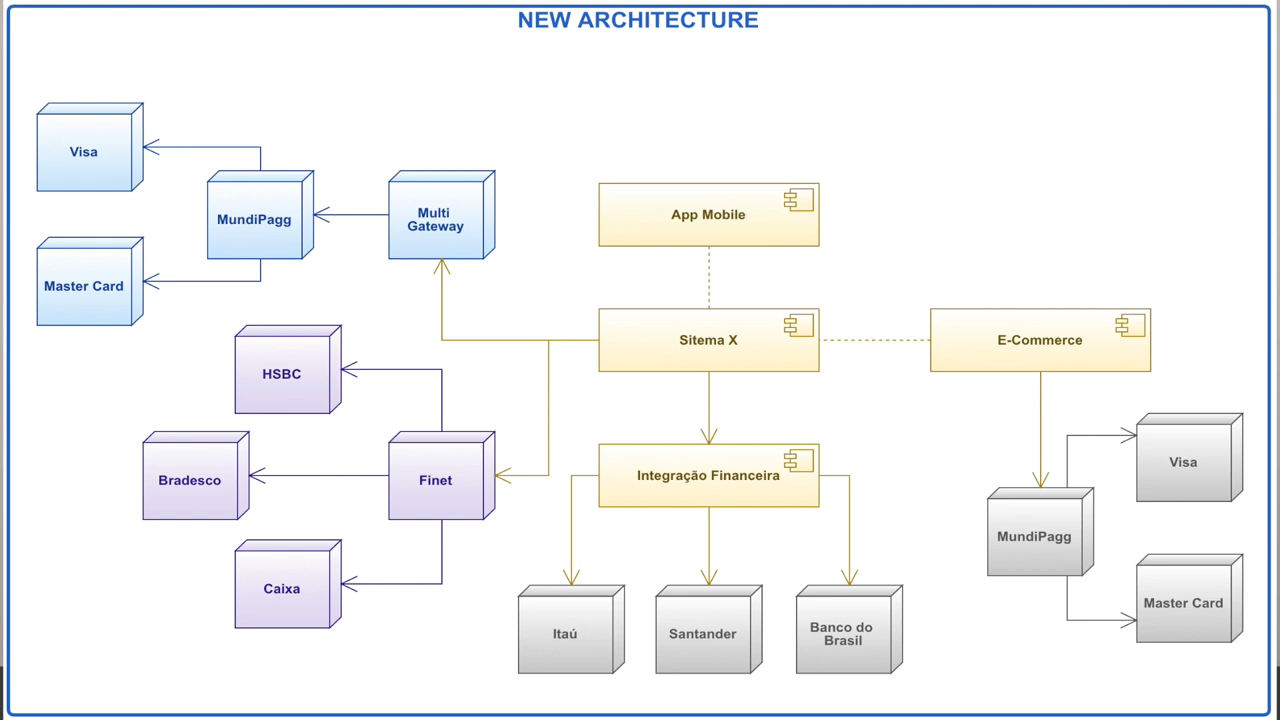 NEW ARCHITECTURE
Visa
MundiPagg
Multi
Gateway
App Mobile
Master Card
Sitema X
E-Commerce
HSBC
Bradesco
Finet
Integração Financeira
Visa
MundiPagg
Caixa
Itaú
Santander
Banco do
Brasil
Master Card